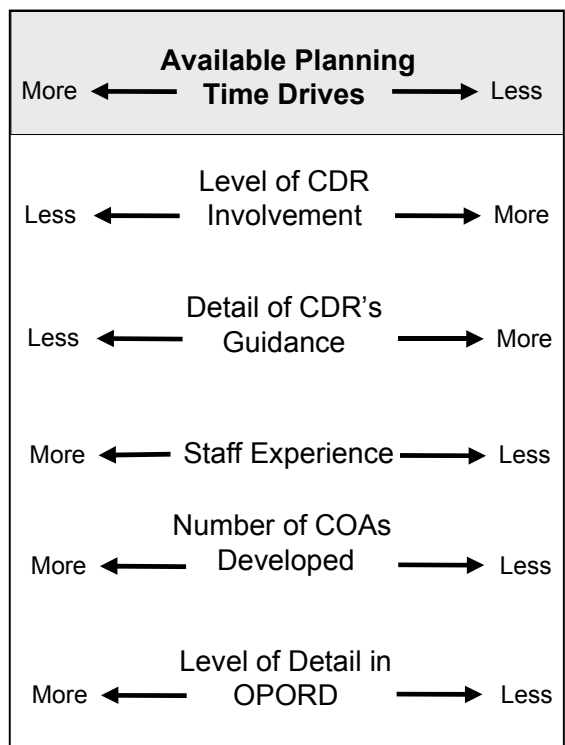 Available Planning
More Time Drives Less
Level of CDR
Less Involvement More
Detail of CDR's
Less Guidance More
More Staff Experience Less
Number of COAs
More Developed Less
Level of Detail in
More OPORD Less